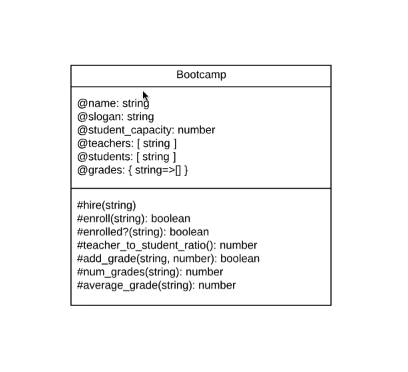 Bootcamp
@name: string
@slogan: string
@student_capacity: number
@teachers: [ string ]
@students: [ string ]
@grades: { string=>[] }
#hire(string)
#enroll(string): boolean
#enrolled?(string): boolean
#teacher_to_student_ratio(): number
#add_grade(string, number): boolean
#num_grades(string): number
#average_grade(string): number